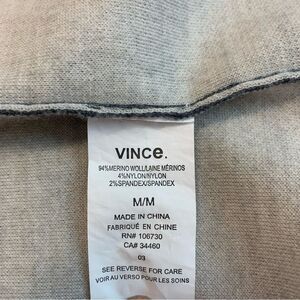 VINCE.
94%MERINO WOLL/LAINE MÉRINOS
4%NYLON/NYLON
2%SPANDEX/SPANDEX
M/M
MADE IN CHINA
FABRIQUÉ EN CHINE
RN# 106730
CA# 34460
03
SEE REVERSE FOR CARE
VOIR AU VERSO POUR LES SOINS